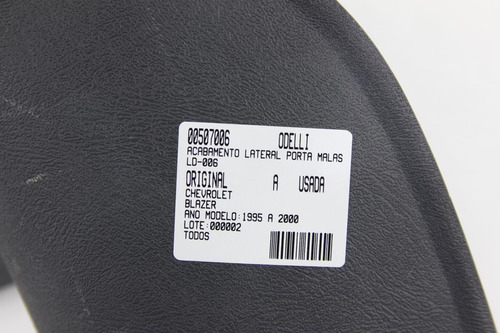 00507006 ODELLI
ACABAMENTO LATERAL PORTA MALAS
LD-006
ORIGINAL A USADA
CHEVROLET
BLAZER
ANO MODELO:1995 A 2000
LOTE:000002
TODOS